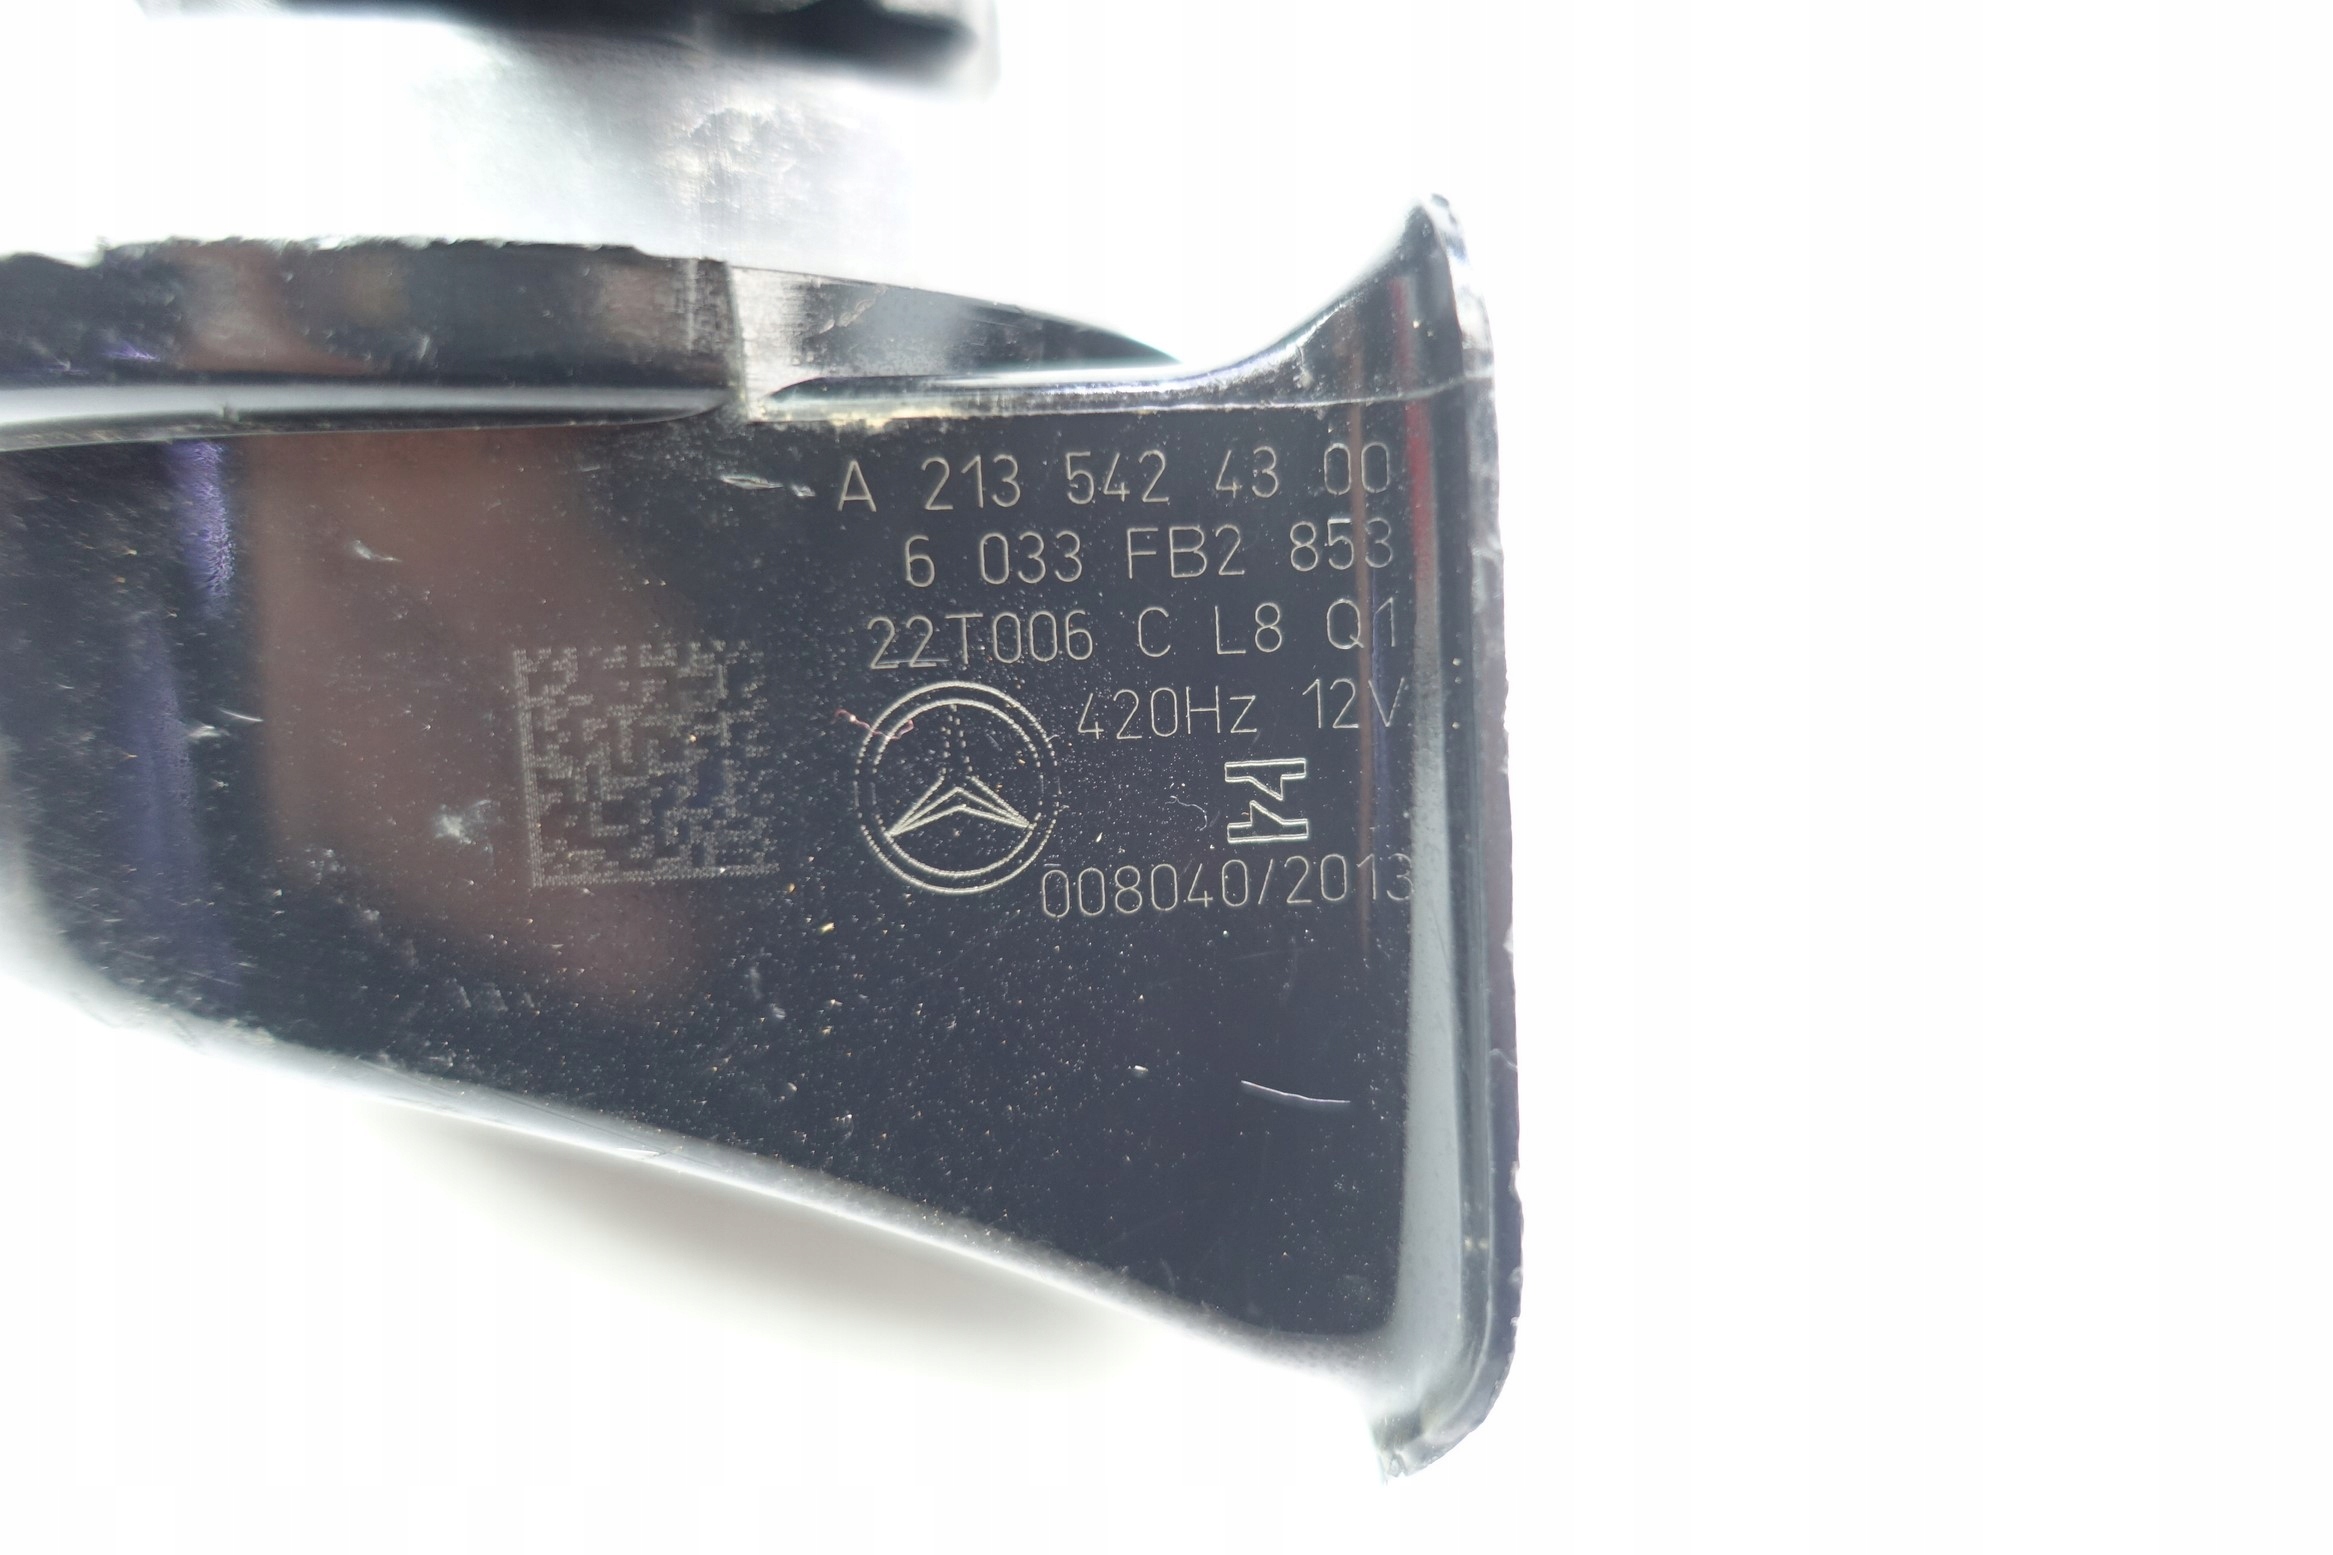 A 213 542 43 00
6 033 FB2 853
22T006 C L8 Q1
420Hz 12V
008040/2013